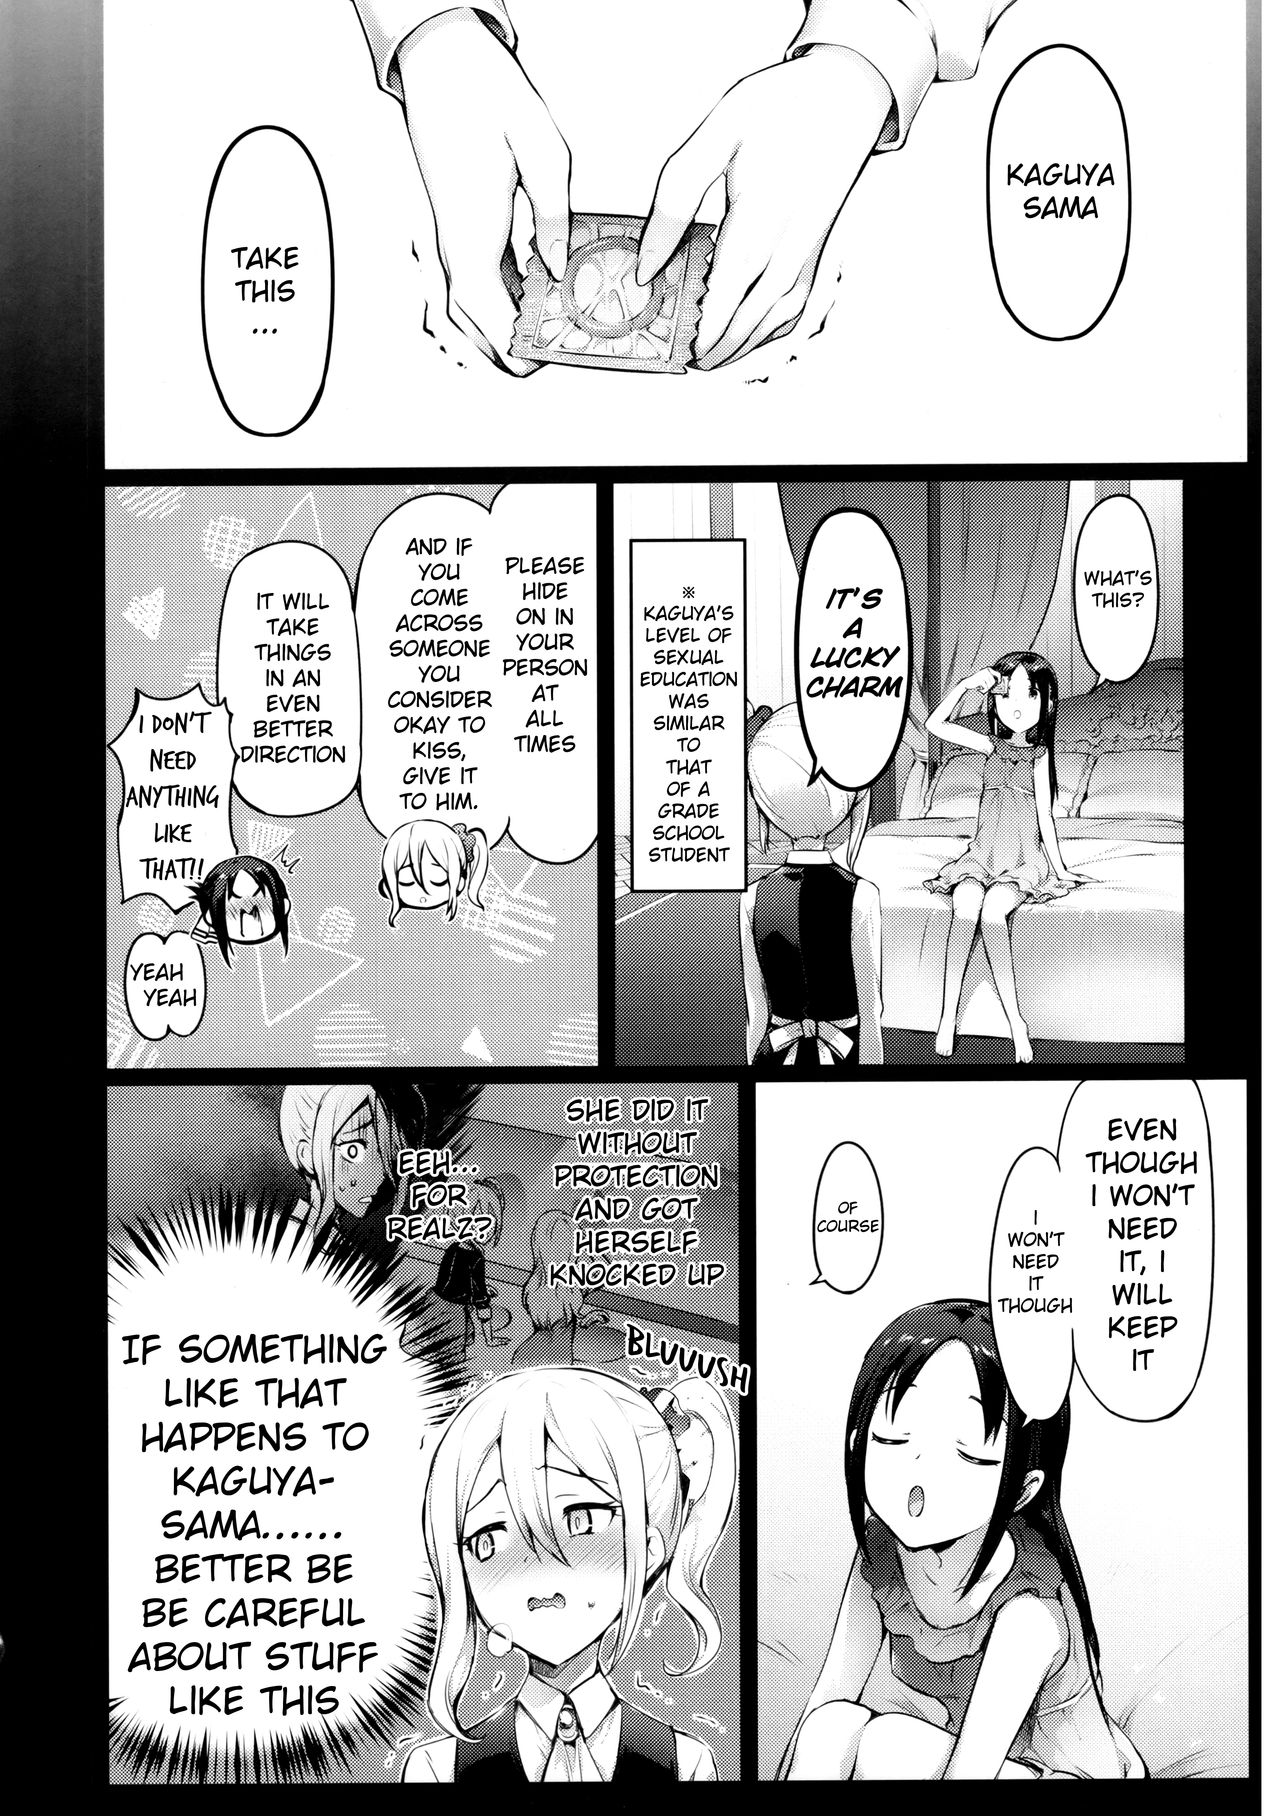 KAGUYA
SAMA
TAKE
THIS
...
WHAT'S
THIS?
IT'S
A
LUCKY
CHARM
※
KAGUYA'S
LEVEL OF
SEXUAL
EDUCATION
WAS
SIMILAR
TO
THAT
OF A
GRADE
SCHOOL
STUDENT
PLEASE
HIDE
ON IN
YOUR
PERSON
AT
ALL
TIMES
AND IF
YOU
COME
ACROSS
SOMEONE
YOU
CONSIDER
OKAY TO
KISS,
GIVE IT
TO HIM.
IT WILL
TAKE
THINGS
IN AN
EVEN
BETTER
DIRECTION
I DON'T
NEED
ANYTHING
LIKE
THAT!!
YEAH
YEAH
EVEN
THOUGH
I WON'T
NEED
IT, I
WILL
KEEP
IT
I
WON'T
NEED IT
THOUGH
OF
COURSE
SHE DID IT
WITHOUT
PROTECTION
AND GOT
HERSELF
KNOCKED UP
EEH...
FOR
REALZ?
BLUUUSH
IF SOMETHING
LIKE THAT
HAPPENS TO
KAGUYA-
SAMA......
BETTER BE
BE CAREFUL
ABOUT STUFF
LIKE THIS